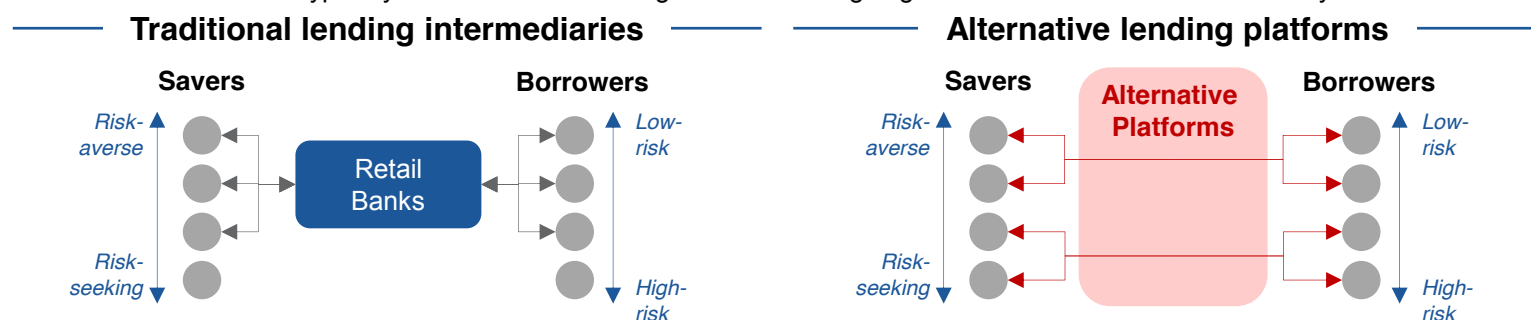 Traditional lending intermediaries
Savers
Borrowers
Risk-
averse
Risk-
seeking
Retail
Banks
Low-
risk
High-
risk
Alternative lending platforms
Savers
Alternative
Platforms
Borrowers
Risk-
averse
Risk-
seeking
Low-
risk
High-
risk